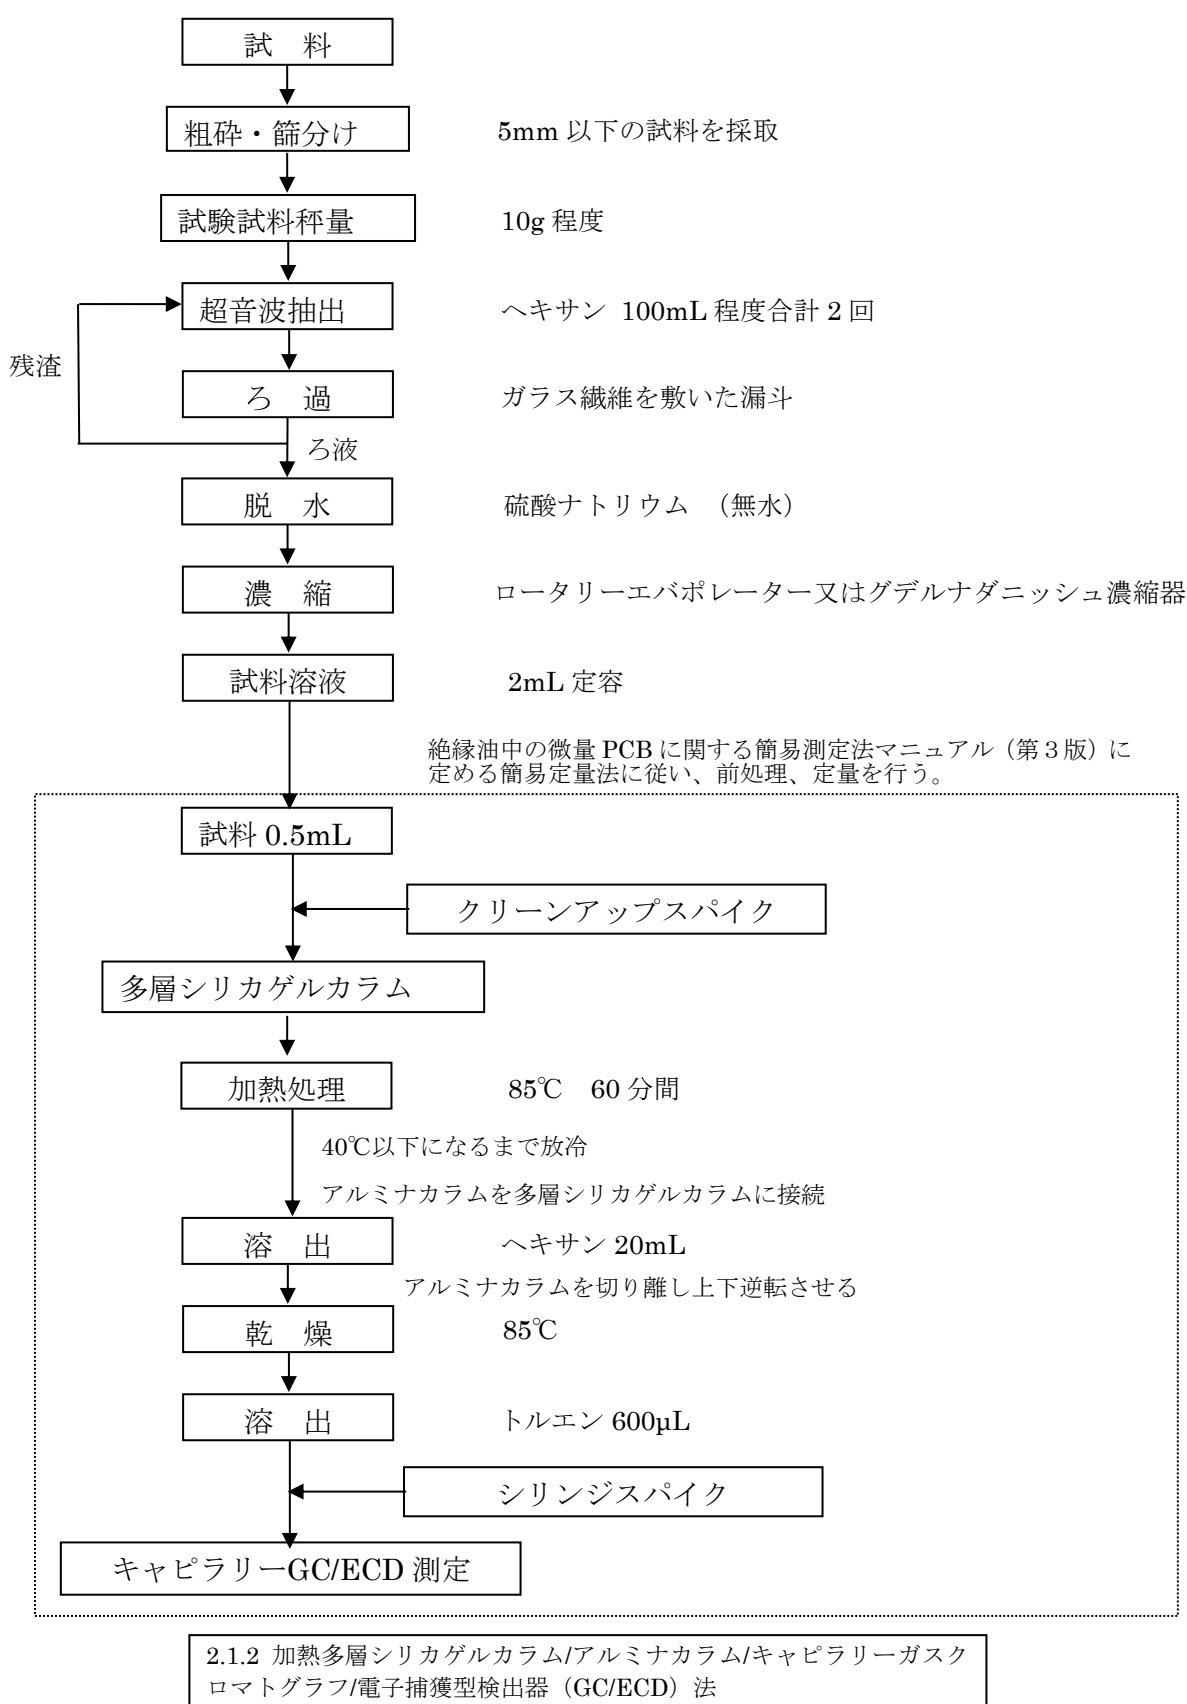 試　料
粗砕・篩分け
5mm 以下の試料を採取
試験試料秤量
10g 程度
超音波抽出
ヘキサン 100mL 程度合計 2 回
残渣
ろ　過
ガラス繊維を敷いた漏斗
ろ液
脱　水
硫酸ナトリウム （無水）
濃　縮
ロータリーエバポレーター又はグデルナダニッシュ濃縮器
試料溶液
2mL 定容
絶縁油中の微量 PCB に関する簡易測定法マニュアル（第３版）に
定める簡易定量法に従い、前処理、定量を行う。
試料 0.5mL
クリーンアップスパイク
多層シリカゲルカラム
加熱処理
85℃　60 分間
40℃以下になるまで放冷
アルミナカラムを多層シリカゲルカラムに接続
溶　出
ヘキサン 20mL
アルミナカラムを切り離し上下逆転させる
乾　燥
85℃
溶　出
トルエン 600µL
シリンジスパイク
キャピラリーGC/ECD 測定
2.1.2 加熱多層シリカゲルカラム/アルミナカラム/キャピラリーガスク
ロマトグラフ/電子捕獲型検出器（GC/ECD）法